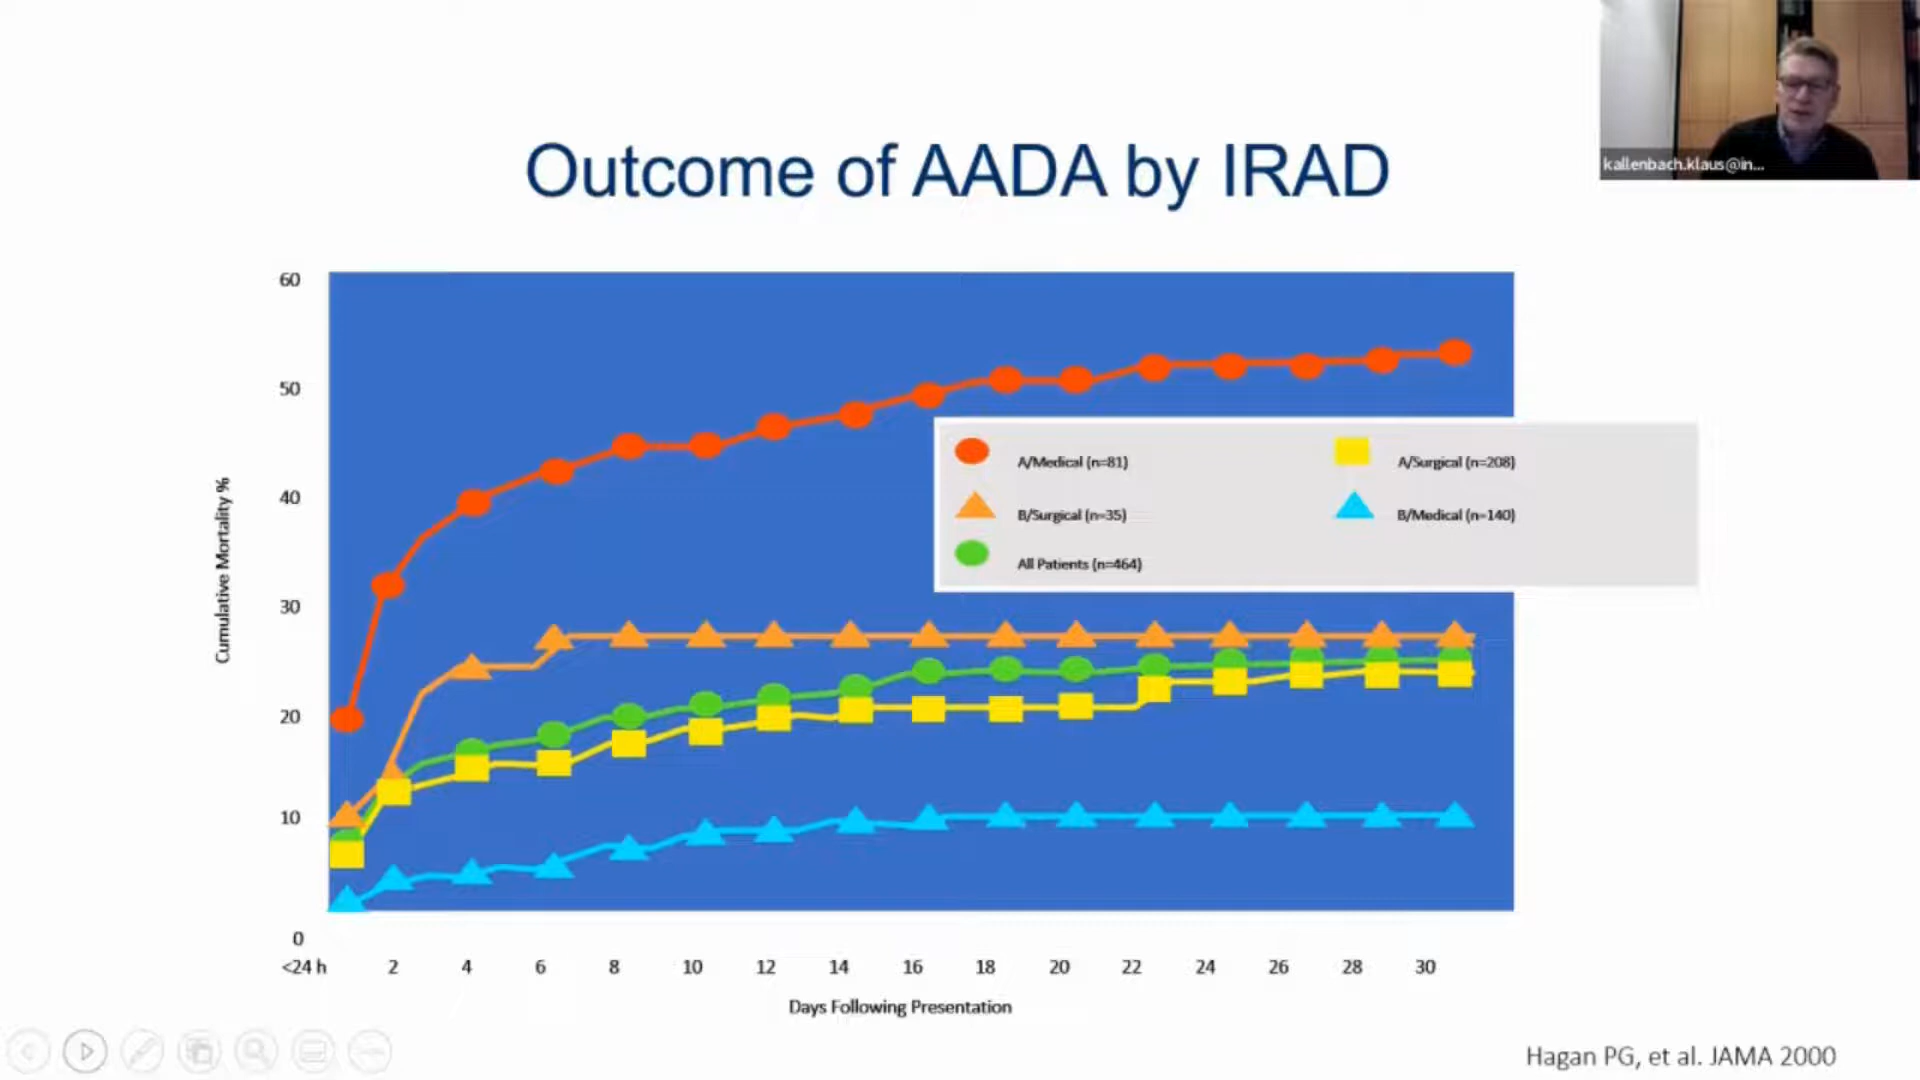 kallenbach.klaus@in...
Outcome of AADA by IRAD
60
50
40
30
20
10
0
Cumulative Mortality %
A/Medical (n=81)
A/Surgical (n=208)
B/Surgical (n=35)
B/Medical (n=140)
All Patients (n=464)
<24 h 2 4 6 8 10 12 14 16 18 20 22 24 26 28 30
Days Following Presentation
Hagan PG, et al. JAMA 2000